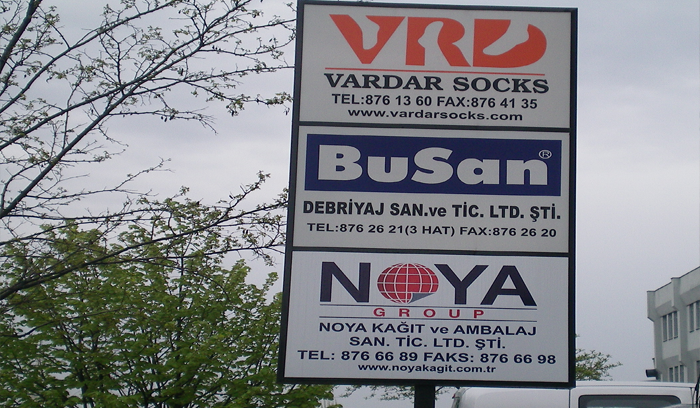 VRD
VARDAR SOCKS
TEL:876 13 60 FAX:876 41 35
www.vardarsocks.com
BuSan®
DEBRİYAJ SAN.ve TİC. LTD. ŞTİ.
TEL:876 26 21(3 HAT) FAX:876 26 20
NOYA
GROUP
NOYA KAĞIT ve AMBALAJ
SAN. TİC. LTD. ŞTİ.
TEL: 876 66 89 FAKS: 876 66 98
www.noyakagit.com.tr